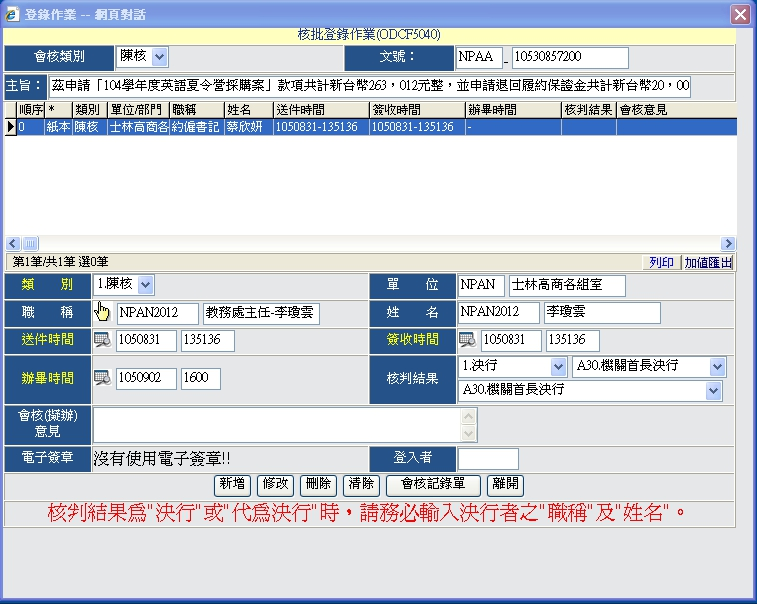 登錄作業 -- 網頁對話
核批登錄作業(ODCF5040)
會核類別 陳核 文號： NPAA - 10530857200
主旨： 茲申請「104學年度英語夏令營採購案」款項共計新台幣263，012元整，並申請退回履約保證金共計新台幣20，00
順序 * 類別 單位/部門 職稱 姓名 送件時間 簽收時間 辦畢時間 核判結果 會核意見
0 紙本 陳核 士林高商各 約僱書記 蔡欣妍 1050831-135136 1050831-135136 -
第1筆/共1筆 選0筆 列印 加值匯出
類 別 1.陳核 單 位 NPAN 士林高商各組室
職 稱 NPAN2012 教務處主任-李瓊雲 姓 名 NPAN2012 李瓊雲
送件時間 1050831 135136 簽收時間 1050831 135136
辦畢時間 1050902 1600 核判結果 1.決行 A30.機關首長決行
A30.機關首長決行
會核(擬辦)
意見
電子簽章 沒有使用電子簽章!! 登入者
新增 修改 刪除 清除 會核記錄單 離開
核判結果為"決行"或"代為決行"時，請務必輸入決行者之"職稱"及"姓名"。